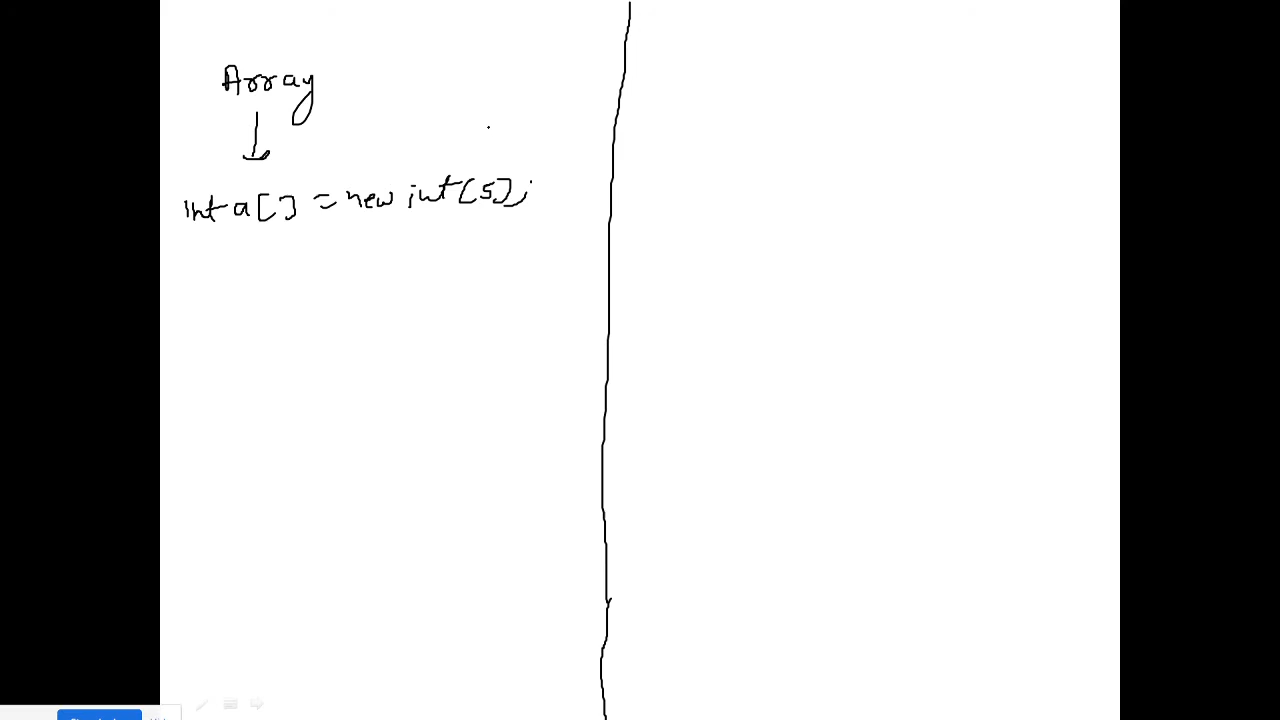 Array
int a[] = new int[5];